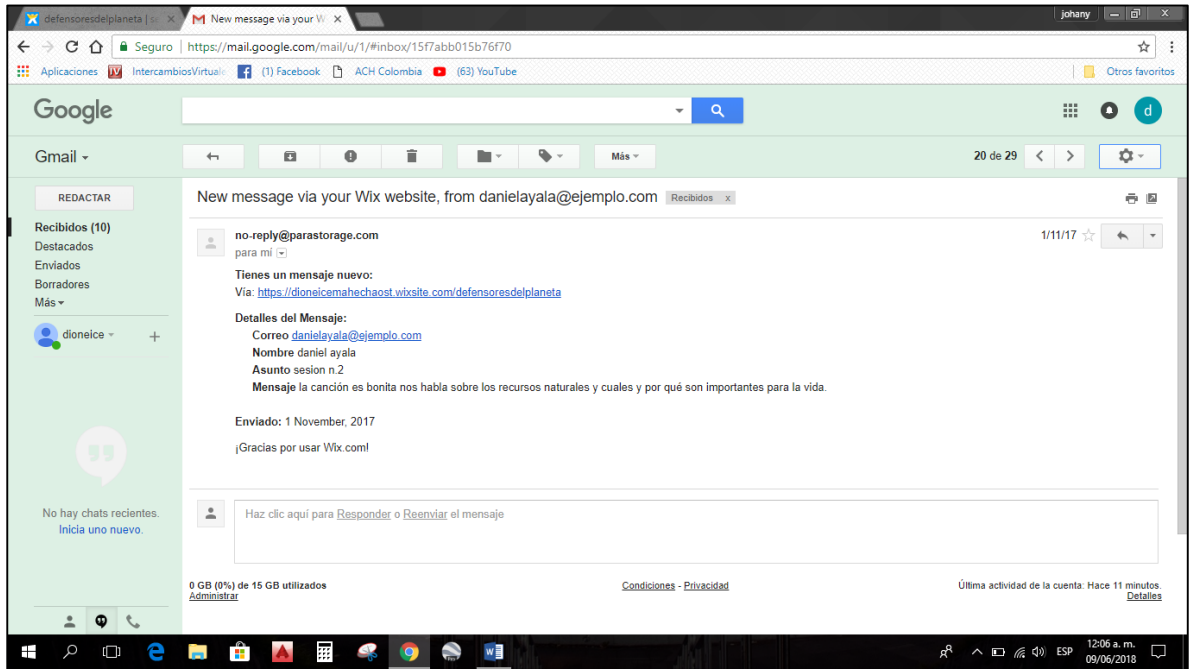 defensoresdelplaneta | s
New message via your W
johany
Seguro https://mail.google.com/mail/u/1/#inbox/15f7abb015b76f70
Aplicaciones IntercambiosVirtual (1) Facebook ACH Colombia (63) YouTube Otros favoritos
Google
d
Gmail
Más
20 de 29
REDACTAR
New message via your Wix website, from danielayala@ejemplo.com Recibidos x
Recibidos (10)
Destacados
Enviados
Borradores
Más
dioneice
no-reply@parastorage.com 1/11/17
para mí
Tienes un mensaje nuevo:
Vía: https://dioneicemahechaost.wixsite.com/defensoresdelplaneta
Detalles del Mensaje:
Correo danielayala@ejemplo.com
Nombre daniel ayala
Asunto sesion n.2
Mensaje la canción es bonita nos habla sobre los recursos naturales y cuales y por qué son importantes para la vida.
Enviado: 1 November, 2017
¡Gracias por usar Wix.com!
No hay chats recientes.
Inicia uno nuevo.
Haz clic aquí para Responder o Reenviar el mensaje
0 GB (0%) de 15 GB utilizados
Administrar
Condiciones - Privacidad
Última actividad de la cuenta: Hace 11 minutos.
Detalles
ESP
12:06 a. m.
09/06/2018